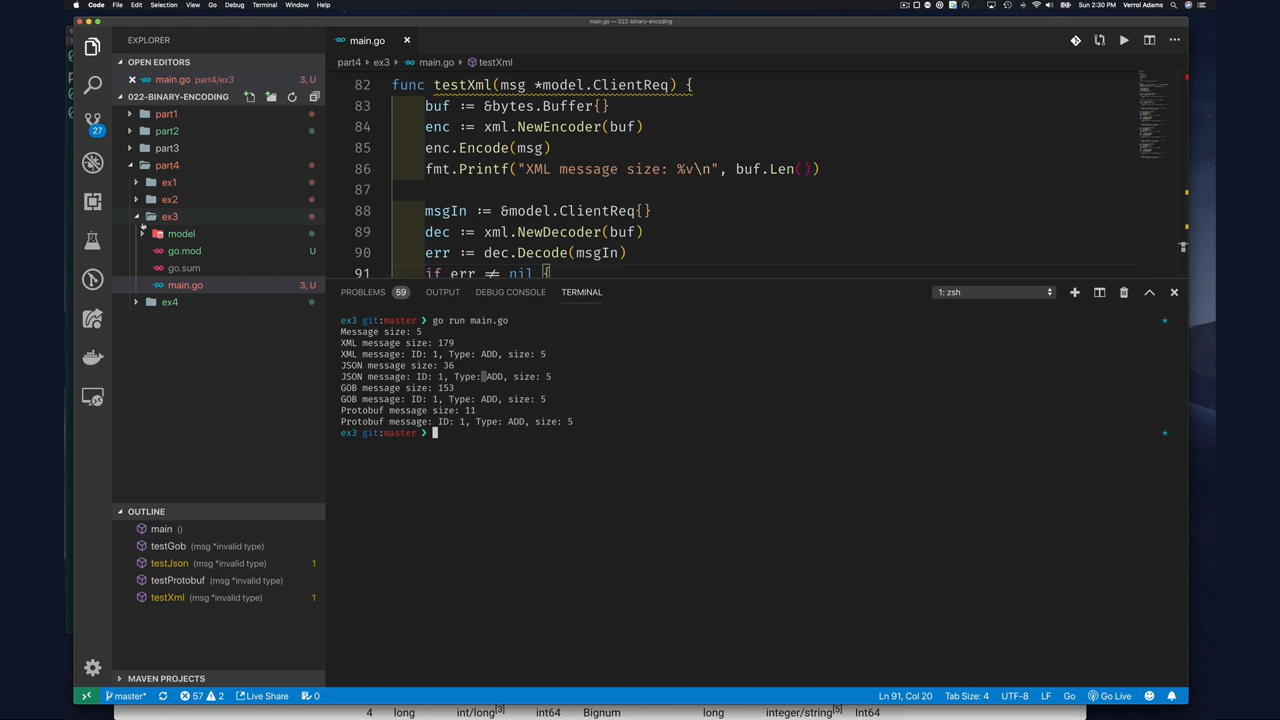 Code File Edit Selection View Go Debug Terminal Window Help
Verrol Adams Sun 2:30 PM
main.go — 022-binary-encoding
EXPLORER
OPEN EDITORS
main.go part4/ex3 3, U
022-BINARY-ENCODING
part1
part2
part3
part4
ex1
ex2
ex3
model
go.mod U
go.sum
main.go 3, U
ex4
27
OUTLINE
main ()
testGob (msg *invalid type)
testJson (msg *invalid type) 1
testProtobuf (msg *invalid type)
testXml (msg *invalid type) 1
MAVEN PROJECTS
main.go
part4 > ex3 > main.go > testXml
82 func testXml(msg *model.ClientReq) {
83 buf := &bytes.Buffer{}
84 enc := xml.NewEncoder(buf)
85 enc.Encode(msg)
86 fmt.Printf("XML message size: %v\n", buf.Len())
87
88 msgIn := &model.ClientReq{}
89 dec := xml.NewDecoder(buf)
90 err := dec.Decode(msgIn)
91 if err ≠ nil {
PROBLEMS 59 OUTPUT DEBUG CONSOLE TERMINAL 1: zsh
ex3 git:master ❯ go run main.go
Message size: 5
XML message size: 179
XML message: ID: 1, Type: ADD, size: 5
JSON message size: 36
JSON message: ID: 1, Type: ADD, size: 5
GOB message size: 153
GOB message: ID: 1, Type: ADD, size: 5
Protobuf message size: 11
Protobuf message: ID: 1, Type: ADD, size: 5
ex3 git:master ❯
master* 57 2 Live Share 0 Ln 91, Col 20 Tab Size: 4 UTF-8 LF Go Go Live
4 long int/long[3] int64 Bignum long integer/string[5] Int64